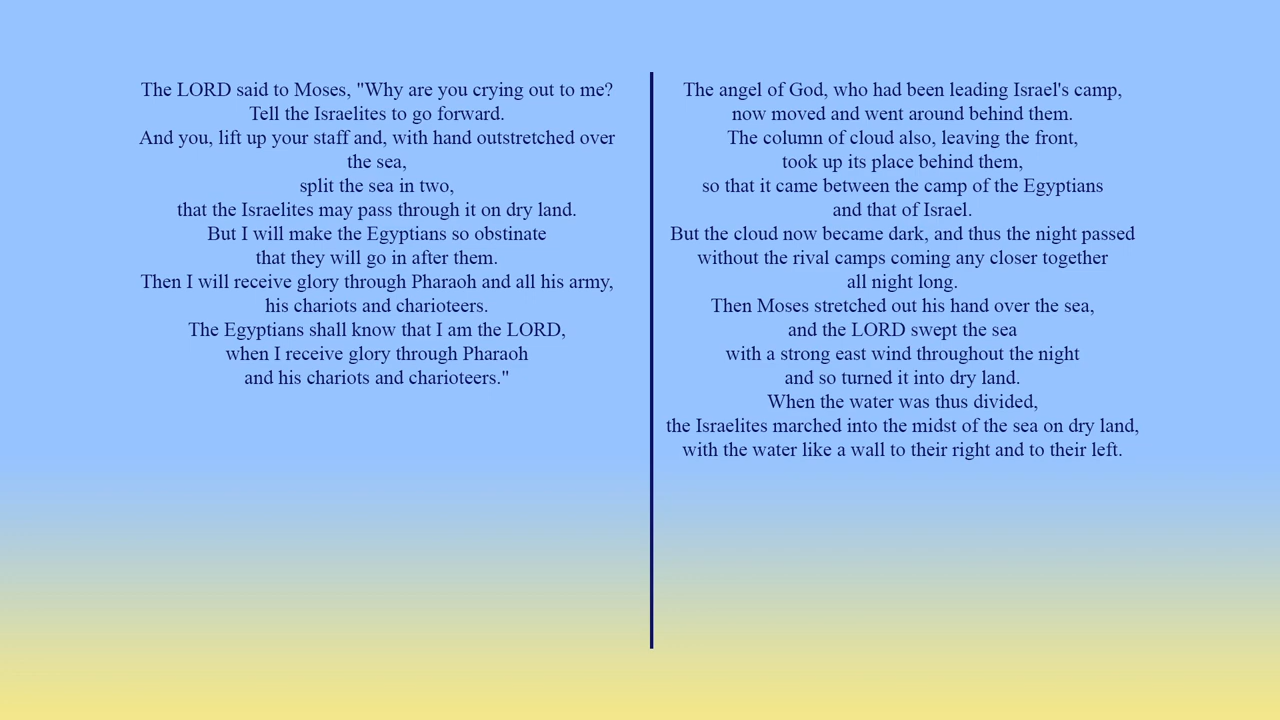 The LORD said to Moses, "Why are you crying out to me?
Tell the Israelites to go forward.
And you, lift up your staff and, with hand outstretched over
the sea,
split the sea in two,
that the Israelites may pass through it on dry land.
But I will make the Egyptians so obstinate
that they will go in after them.
Then I will receive glory through Pharaoh and all his army,
his chariots and charioteers.
The Egyptians shall know that I am the LORD,
when I receive glory through Pharaoh
and his chariots and charioteers."
The angel of God, who had been leading Israel's camp,
now moved and went around behind them.
The column of cloud also, leaving the front,
took up its place behind them,
so that it came between the camp of the Egyptians
and that of Israel.
But the cloud now became dark, and thus the night passed
without the rival camps coming any closer together
all night long.
Then Moses stretched out his hand over the sea,
and the LORD swept the sea
with a strong east wind throughout the night
and so turned it into dry land.
When the water was thus divided,
the Israelites marched into the midst of the sea on dry land,
with the water like a wall to their right and to their left.